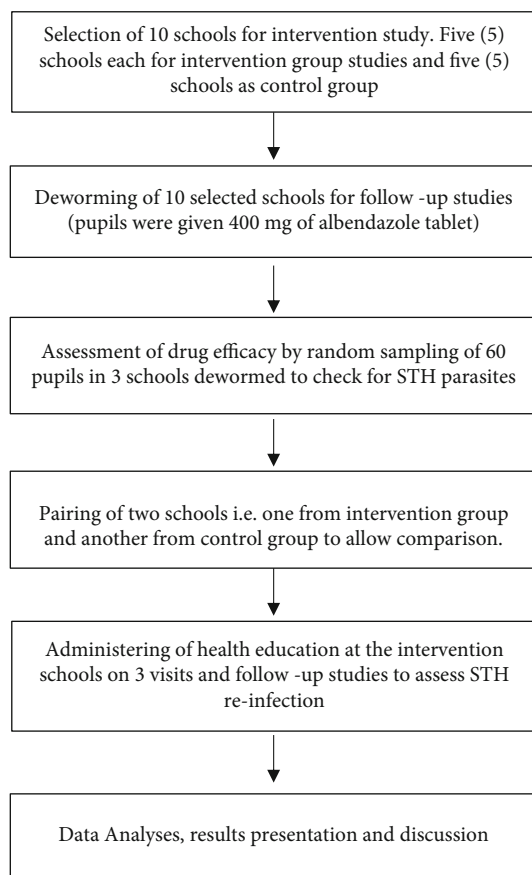 Selection of 10 schools for intervention study. Five (5)
schools each for intervention group studies and five (5)
schools as control group
Deworming of 10 selected schools for follow -up studies
(pupils were given 400 mg of albendazole tablet)
Assessment of drug efficacy by random sampling of 60
pupils in 3 schools dewormed to check for STH parasites
Pairing of two schools i.e. one from intervention group
and another from control group to allow comparison.
Administering of health education at the intervention
schools on 3 visits and follow -up studies to assess STH
re-infection
Data Analyses, results presentation and discussion